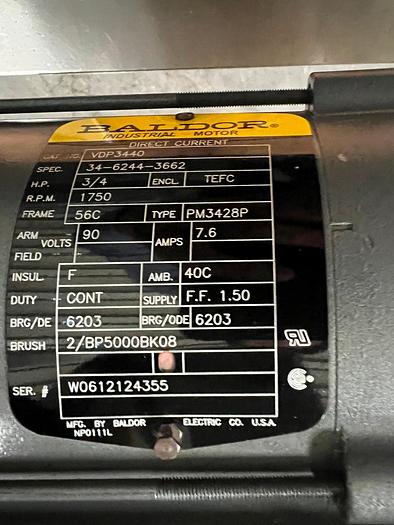 BALDOR®
INDUSTRIAL MOTOR
DIRECT CURRENT
CAT. NO. VDP3440
SPEC. 34-6244-3662
H.P. 3/4 ENCL. TEFC
R.P.M. 1750
FRAME 56C TYPE PM3428P
ARM VOLTS 90 AMPS 7.6
FIELD
INSUL. F AMB. 40C
DUTY CONT SUPPLY F.F. 1.50
BRG/DE 6203 BRG/ODE 6203
BRUSH 2/BP5000BK08
SER. # W0612124355
MFG. BY BALDOR ELECTRIC CO. U.S.A.
NP0111L